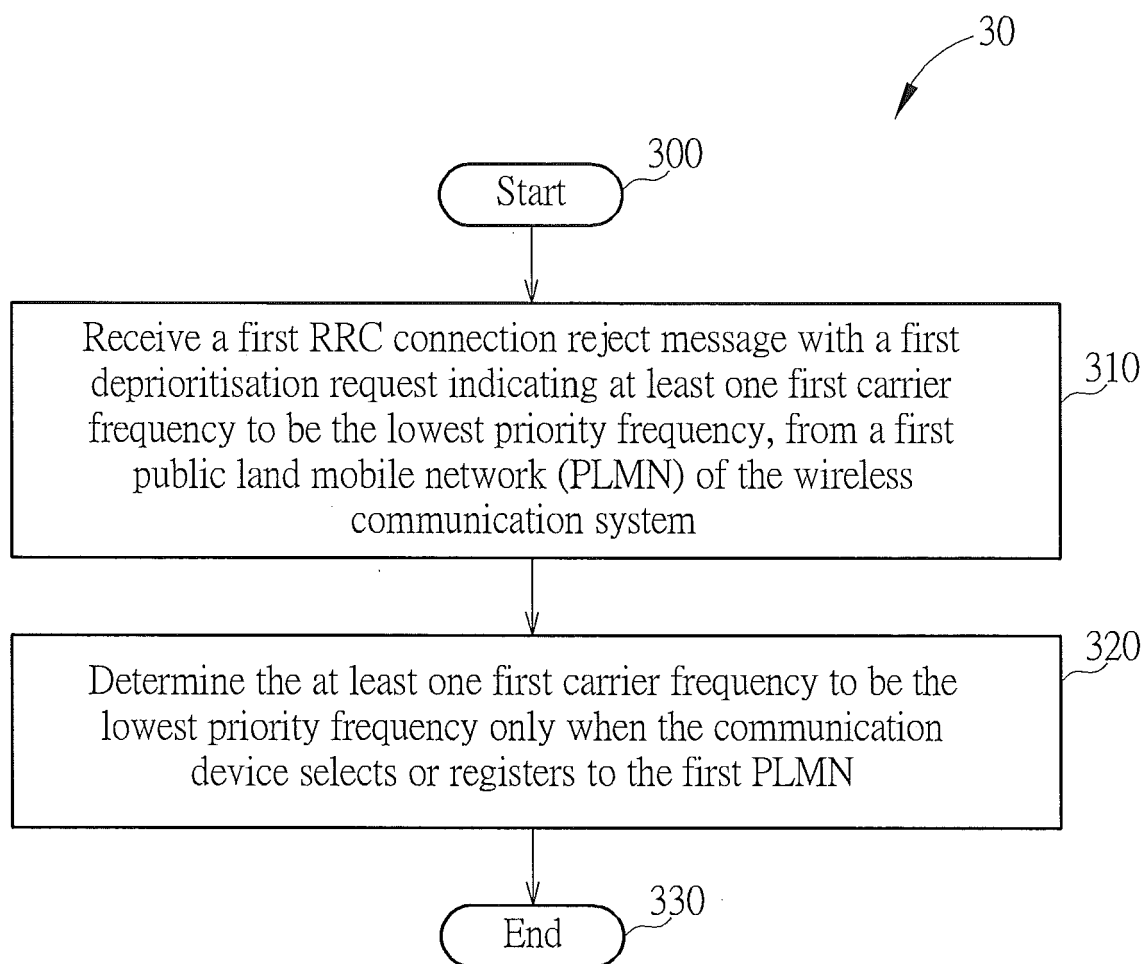 30
300
Start
Receive a first RRC connection reject message with a first
deprioritisation request indicating at least one first carrier
frequency to be the lowest priority frequency, from a first
public land mobile network (PLMN) of the wireless
communication system
310
320
Determine the at least one first carrier frequency to be the
lowest priority frequency only when the communication
device selects or registers to the first PLMN
330
End